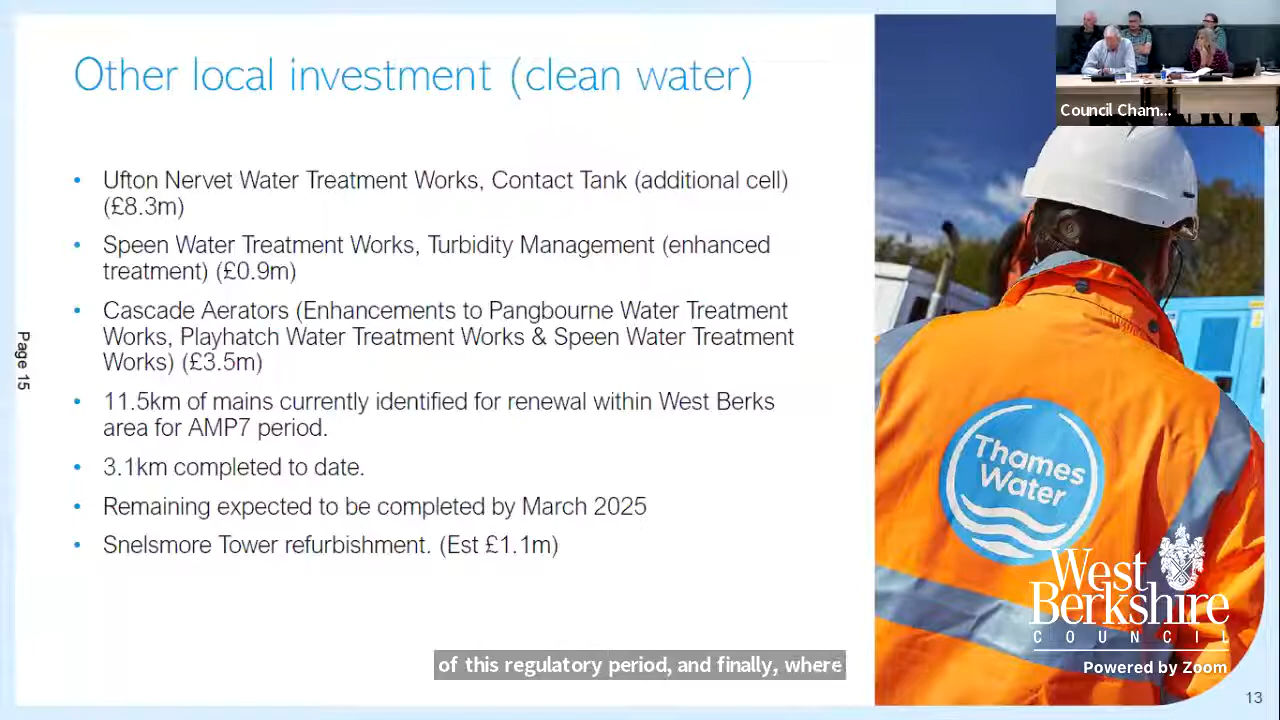 Other local investment (clean water)
Council Cham...
• Ufton Nervet Water Treatment Works, Contact Tank (additional cell)
(£8.3m)
• Speen Water Treatment Works, Turbidity Management (enhanced
treatment) (£0.9m)
• Cascade Aerators (Enhancements to Pangbourne Water Treatment
Works, Playhatch Water Treatment Works & Speen Water Treatment
Works) (£3.5m)
• 11.5km of mains currently identified for renewal within West Berks
area for AMP7 period.
• 3.1km completed to date.
• Remaining expected to be completed by March 2025
• Snelsmore Tower refurbishment. (Est £1.1m)
Page 15
Thames
Water
West
Berkshire
COUNCIL
Powered by Zoom
of this regulatory period, and finally, where
13